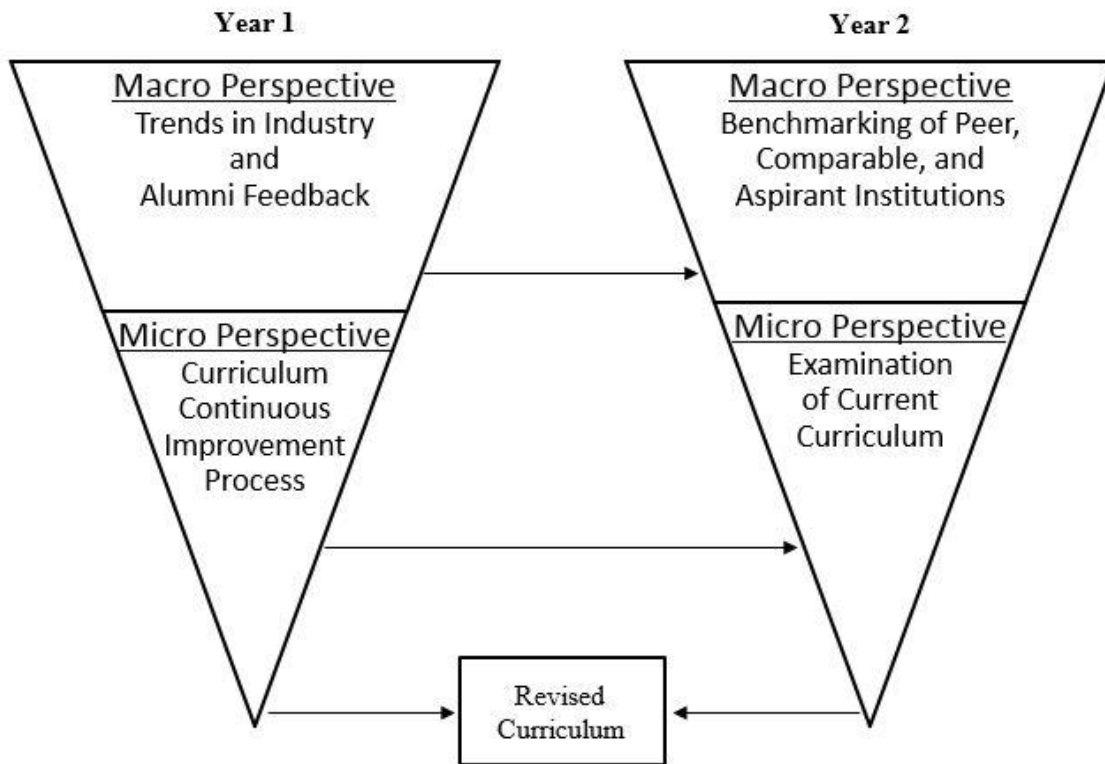 Year 1
Macro Perspective
Trends in Industry
and
Alumni Feedback
Micro Perspective
Curriculum
Continuous
Improvement
Process
Year 2
Macro Perspective
Benchmarking of Peer,
Comparable, and
Aspirant Institutions
Micro Perspective
Examination
of Current
Curriculum
Revised
Curriculum